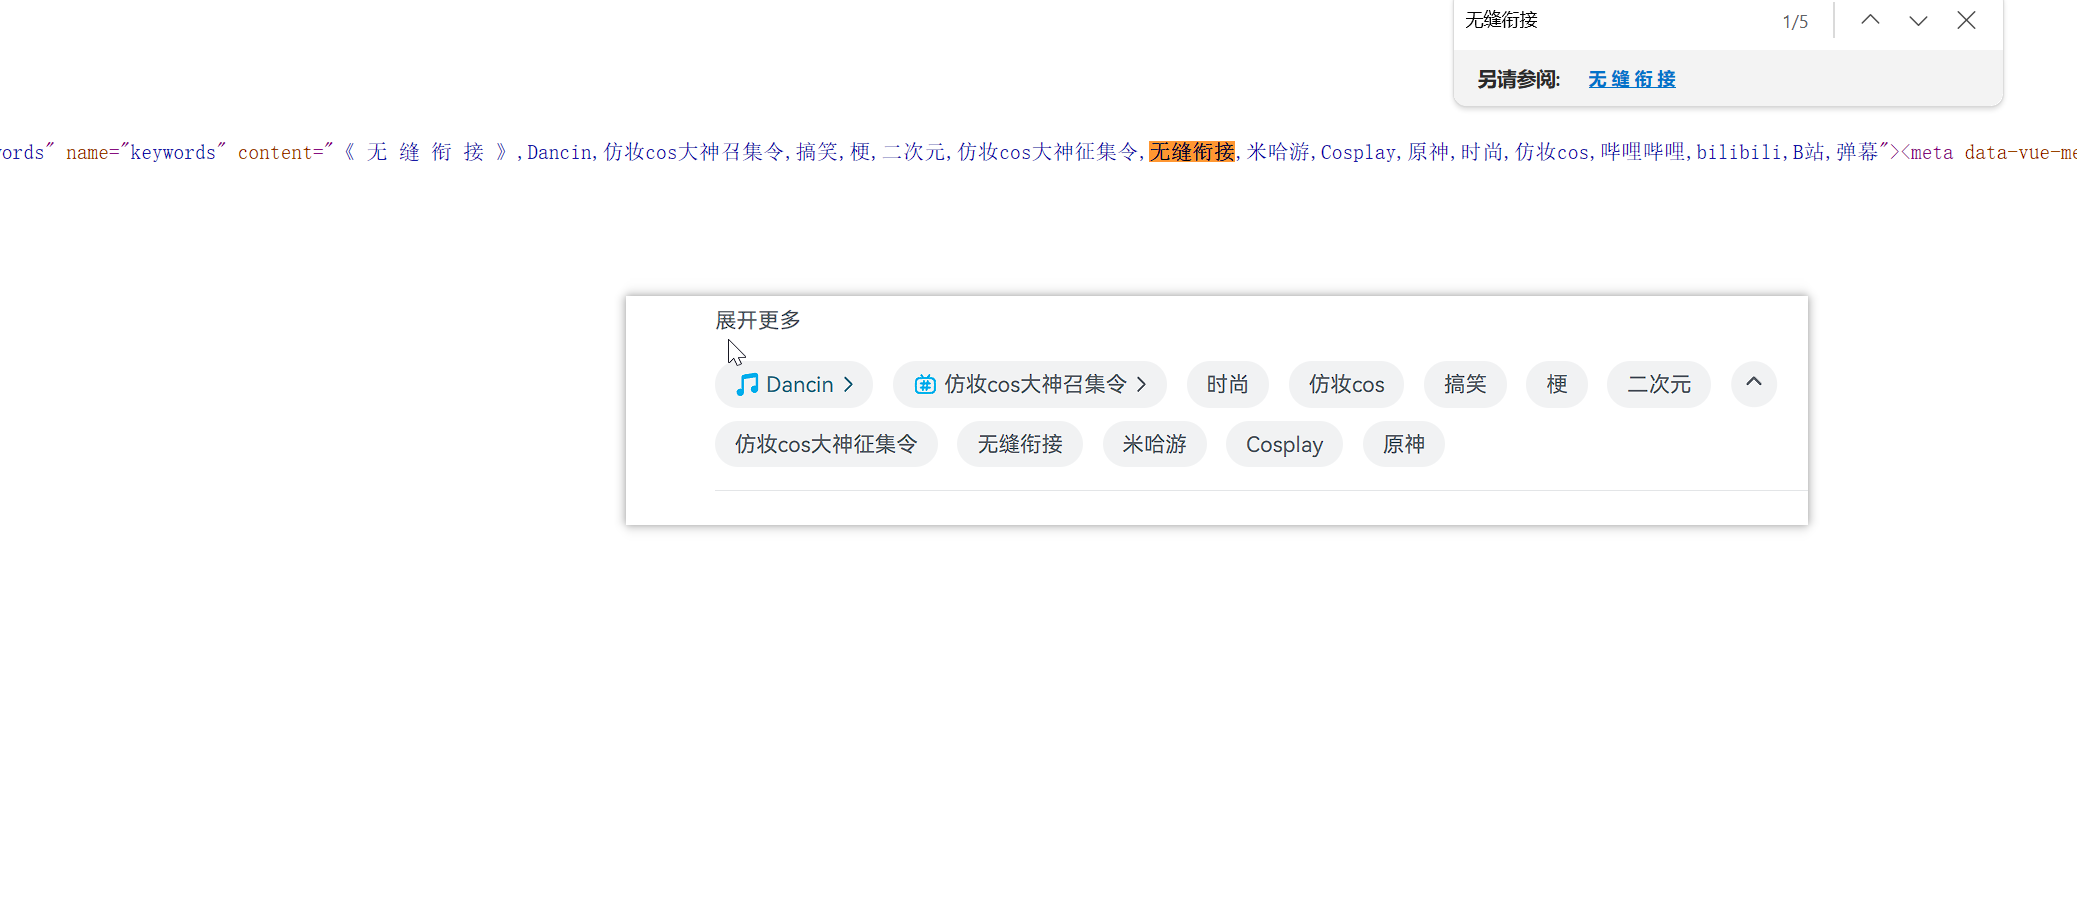 无缝衔接 1/5
另请参阅: 无 缝 衔 接
words" name="keywords" content="《 无 缝 衔 接 》,Dancin,仿妆cos大神召集令,搞笑,梗,二次元,仿妆cos大神征集令,无缝衔接,米哈游,Cosplay,原神,时尚,仿妆cos,哔哩哔哩,bilibili,B站,弹幕"><meta data-vue-me
展开更多
Dancin 仿妆cos大神召集令 时尚 仿妆cos 搞笑 梗 二次元
仿妆cos大神征集令 无缝衔接 米哈游 Cosplay 原神